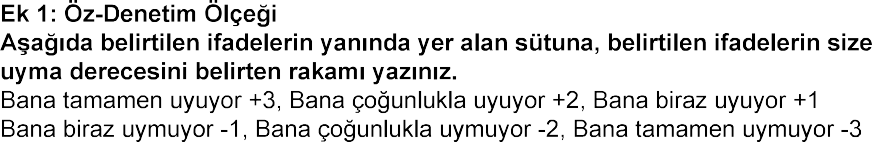 Ek 1: Öz-Denetim Ölçeği
Aşağıda belirtilen ifadelerin yanında yer alan sütuna, belirtilen ifadelerin size
uyma derecesini belirten rakamı yazınız.
Bana tamamen uyuyor +3, Bana çoğunlukla uyuyor +2, Bana biraz uyuyor +1
Bana biraz uymuyor -1, Bana çoğunlukla uymuyor -2, Bana tamamen uymuyor -3